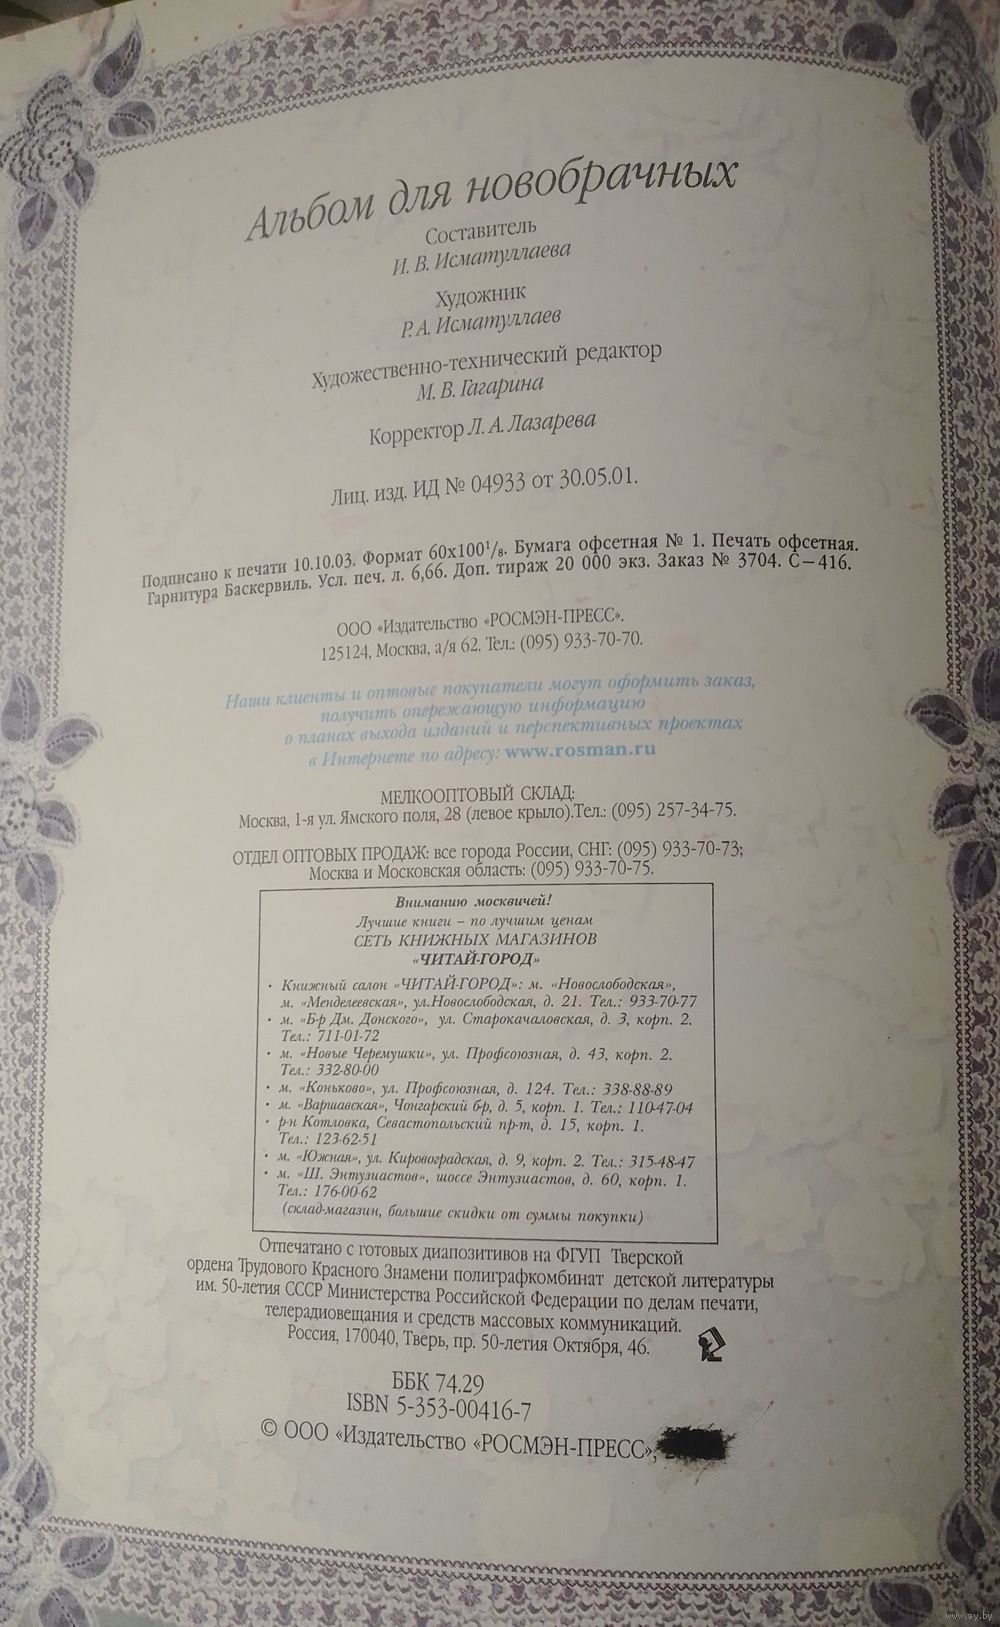 Альбом для новобрачных
Составитель
И. В. Исматуллаева
Художник
Р. А. Исматуллаев
Художественно-технический редактор
М. В. Гагарина
Корректор Л. А. Лазарева
Лиц. изд. ИД № 04933 от 30.05.01.
Подписано к печати 10.10.03. Формат 60х100¹/₈. Бумага офсетная № 1. Печать офсетная.
Гарнитура Баскервиль. Усл. печ. л. 6,66. Доп. тираж 20 000 экз. Заказ № 3704. С—416.
ООО «Издательство «РОСМЭН-ПРЕСС».
125124, Москва, а/я 62. Тел.: (095) 933-70-70.
Наши клиенты и оптовые покупатели могут оформить заказ,
получить опережающую информацию
о планах выхода изданий и перспективных проектах
в Интернете по адресу: www.rosman.ru
МЕЛКООПТОВЫЙ СКЛАД:
Москва, 1-я ул. Ямского поля, 28 (левое крыло).Тел.: (095) 257-34-75.
ОТДЕЛ ОПТОВЫХ ПРОДАЖ: все города России, СНГ: (095) 933-70-73;
Москва и Московская область: (095) 933-70-75.
Вниманию москвичей!
Лучшие книги – по лучшим ценам
СЕТЬ КНИЖНЫХ МАГАЗИНОВ
«ЧИТАЙ-ГОРОД»
• Книжный салон «ЧИТАЙ-ГОРОД»: м. «Новослободская»,
м. «Менделеевская», ул.Новослободская, д. 21. Тел.: 933-70-77
• м. «Б-р Дм. Донского», ул. Старокачаловская, д. 3, корп. 2.
Тел.: 711-01-72
• м. «Новые Черемушки», ул. Профсоюзная, д. 43, корп. 2.
Тел.: 332-80-00
• м. «Коньково», ул. Профсоюзная, д. 124. Тел.: 338-88-89
• м. «Варшавская», Чонгарский б-р, д. 5, корп. 1. Тел.: 110-47-04
• р-н Котловка, Севастопольский пр-т, д. 15, корп. 1.
Тел.: 123-62-51
• м. «Южная», ул. Кировоградская, д. 9, корп. 2. Тел.: 315-48-47
• м. «Ш. Энтузиастов», шоссе Энтузиастов, д. 60, корп. 1.
Тел.: 176-00-62
(склад-магазин, большие скидки от суммы покупки)
Отпечатано с готовых диапозитивов на ФГУП Тверской
ордена Трудового Красного Знамени полиграфкомбинат детской литературы
им. 50-летия СССР Министерства Российской Федерации по делам печати,
телерадиовещания и средств массовых коммуникаций.
Россия, 170040, Тверь, пр. 50-летия Октября, 46.
ББК 74.29
ISBN 5-353-00416-7
© ООО «Издательство «РОСМЭН-ПРЕСС»,
www.ay.by